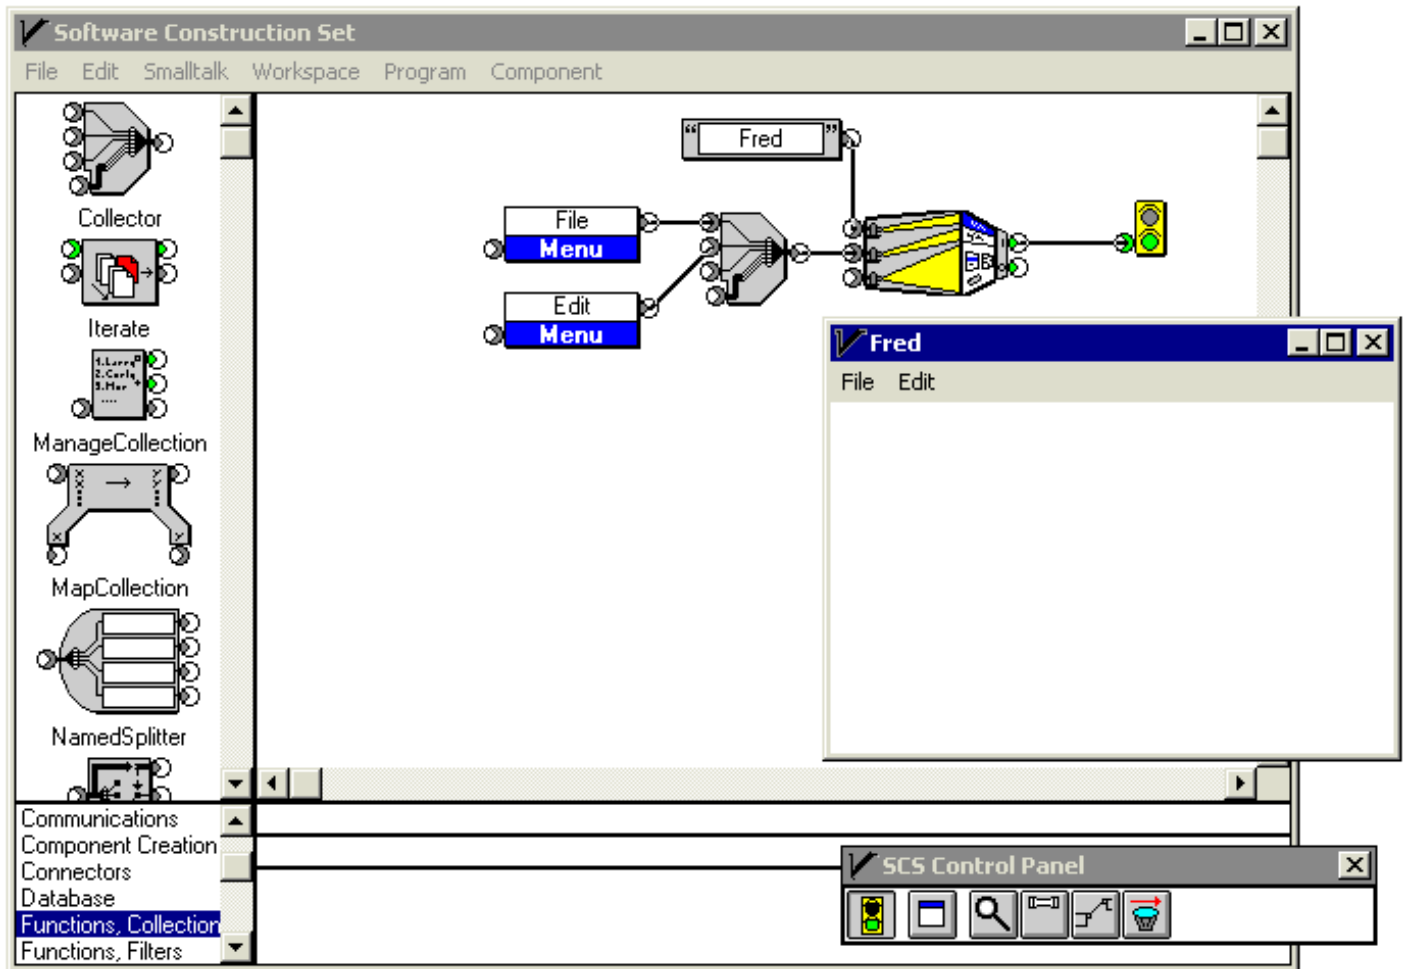 Software Construction Set
File Edit Smalltalk Workspace Program Component
Collector
Iterate
ManageCollection
MapCollection
NamedSplitter
“ Fred ”
File
Menu
Edit
Menu
Fred
File Edit
Communications
Component Creation
Connectors
Database
Functions, Collection
Functions, Filters
SCS Control Panel